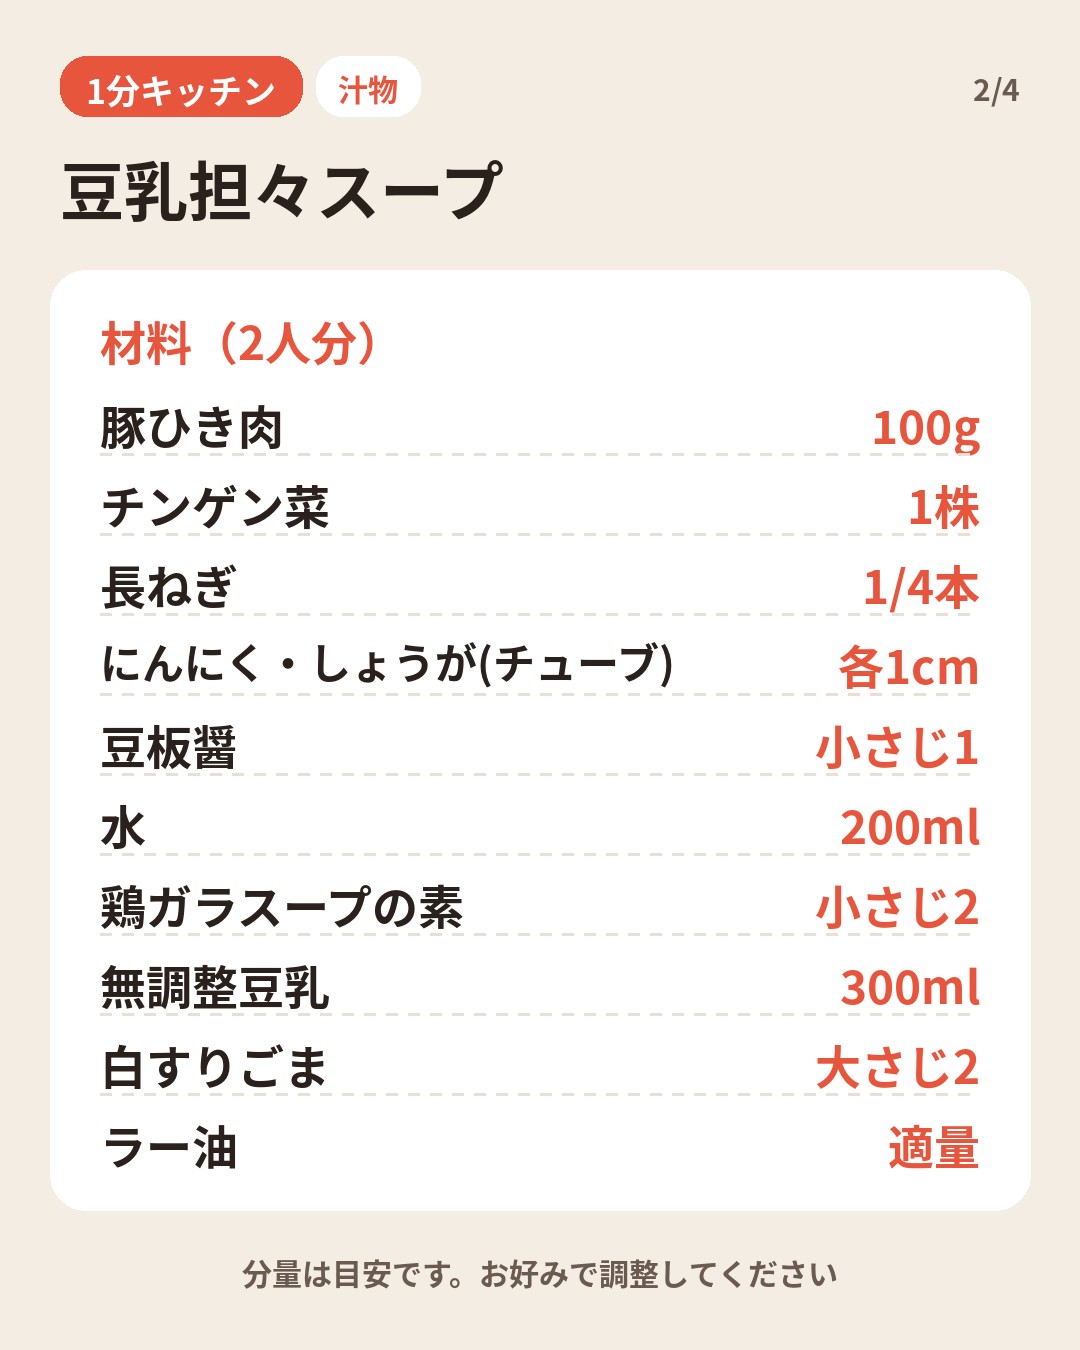 1分キッチン 汁物 2/4
豆乳担々スープ
材料（2人分）
豚ひき肉 100g
チンゲン菜 1株
長ねぎ 1/4本
にんにく・しょうが(チューブ) 各1cm
豆板醤 小さじ1
水 200ml
鶏ガラスープの素 小さじ2
無調整豆乳 300ml
白すりごま 大さじ2
ラー油 適量
分量は目安です。お好みで調整してください